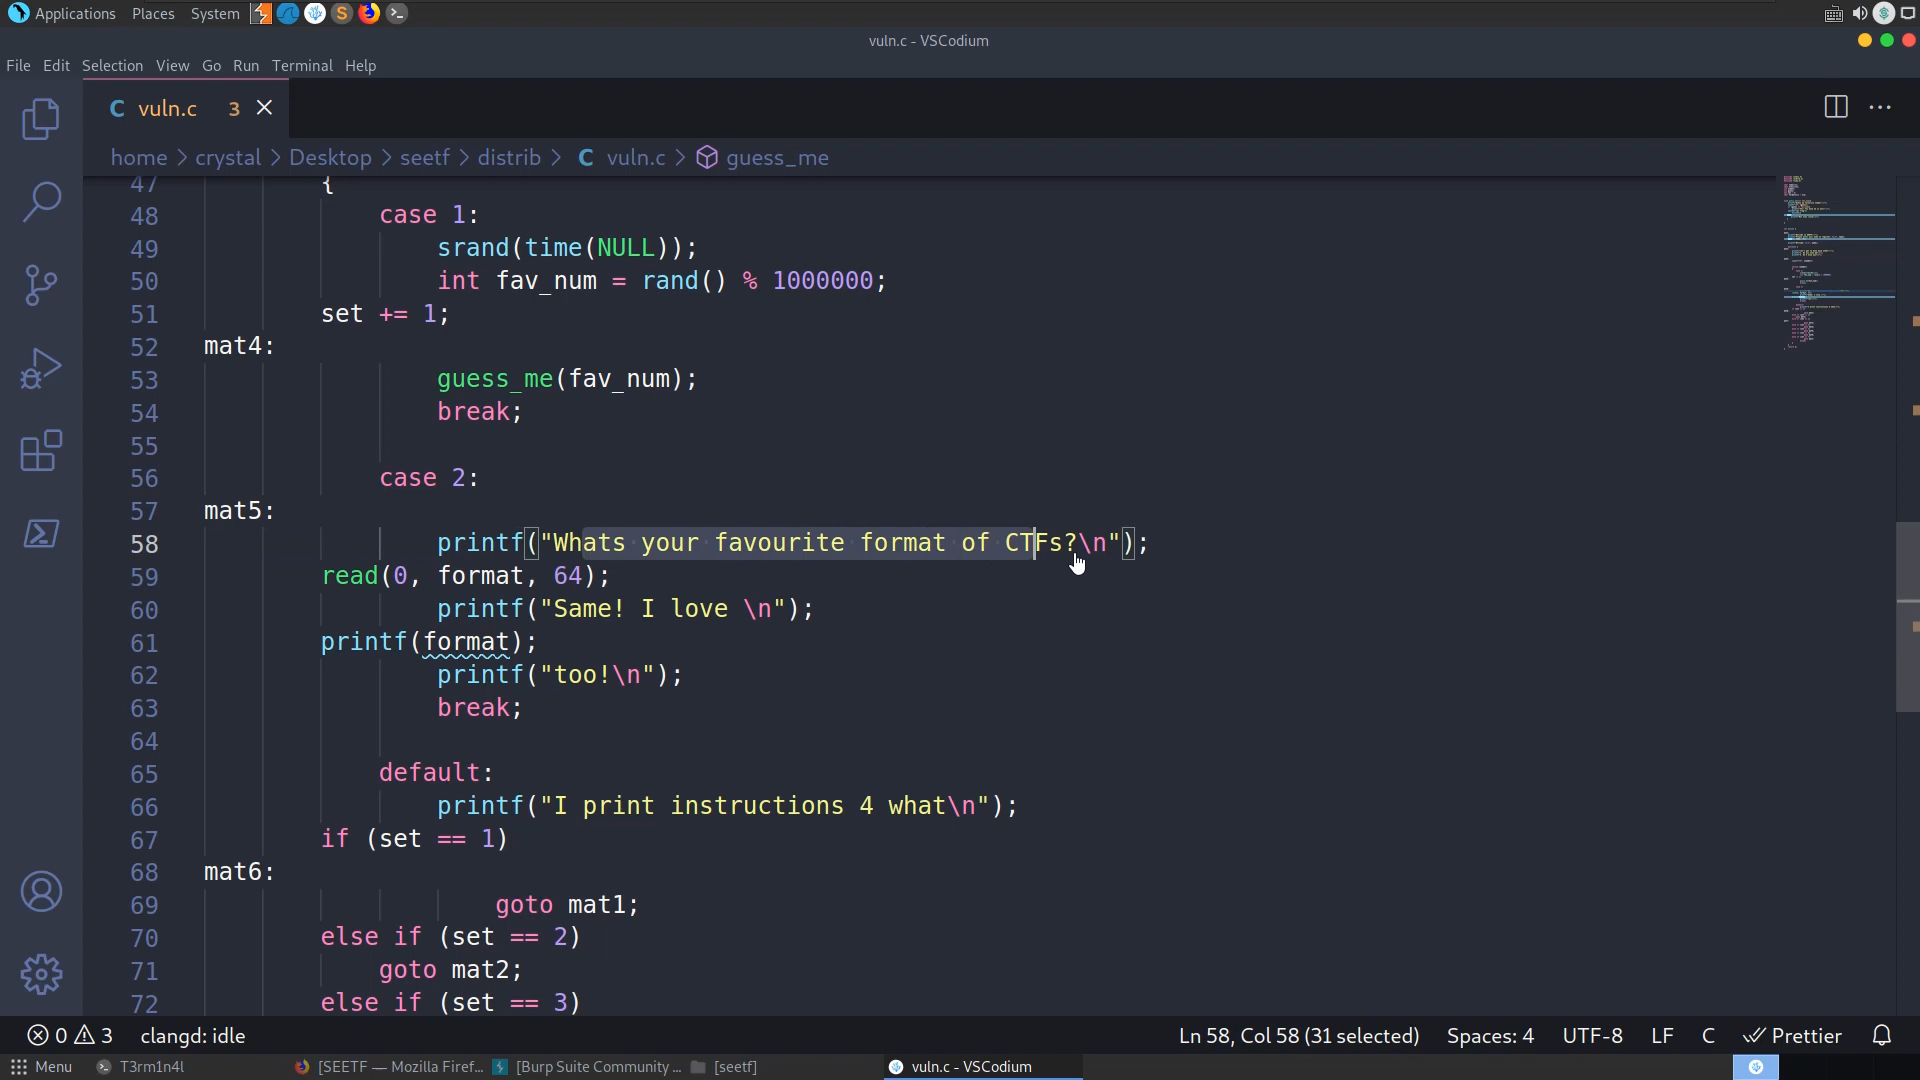 Applications Places System
vuln.c - VSCodium
File Edit Selection View Go Run Terminal Help
C vuln.c 3
home > crystal > Desktop > seetf > distrib > C vuln.c > guess_me
47 {
48 case 1:
49 srand(time(NULL));
50 int fav_num = rand() % 1000000;
51 set += 1;
52 mat4:
53 guess_me(fav_num);
54 break;
55
56 case 2:
57 mat5:
58 printf("Whats your favourite format of CTFs?\n");
59 read(0, format, 64);
60 printf("Same! I love \n");
61 printf(format);
62 printf("too!\n");
63 break;
64
65 default:
66 printf("I print instructions 4 what\n");
67 if (set == 1)
68 mat6:
69 goto mat1;
70 else if (set == 2)
71 goto mat2;
72 else if (set == 3)
0 3 clangd: idle Ln 58, Col 58 (31 selected) Spaces: 4 UTF-8 LF C Prettier
Menu T3rm1n4l [SEETF — Mozilla Firef... [Burp Suite Community ... [seetf] vuln.c - VSCodium